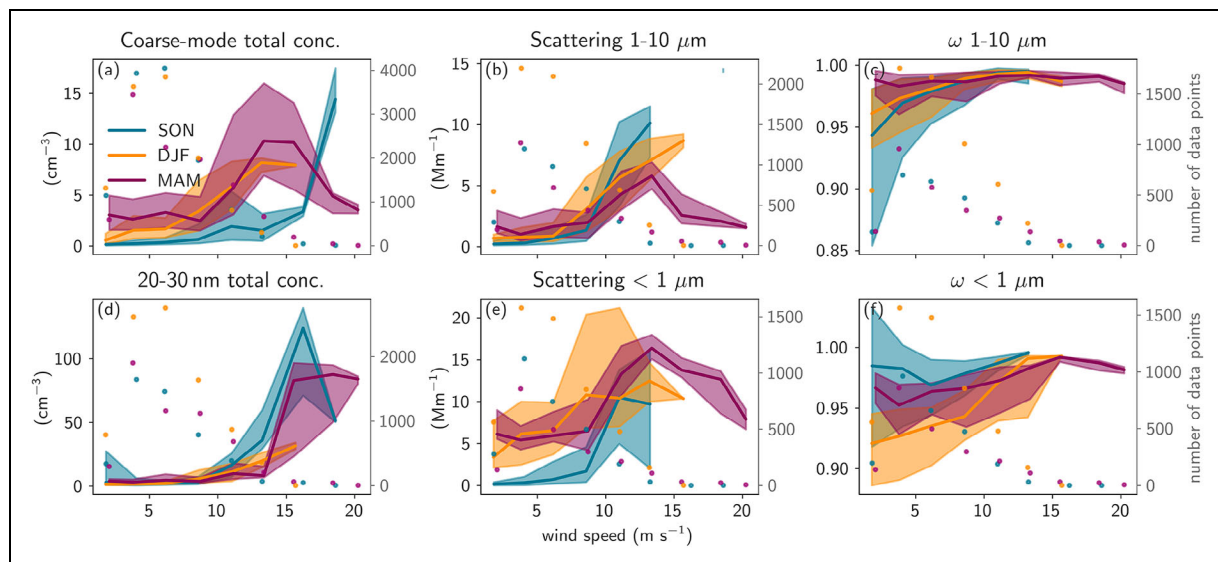 Coarse-mode total conc.
Scattering 1-10 μm
ω 1-10 μm
(a)
(b)
(c)
SON
DJF
MAM
(cm⁻³)
15
10
5
0
4000
3000
2000
1000
0
(Mm⁻¹)
15
10
5
0
2000
1500
1000
500
0
1.00
0.95
0.90
0.85
1500
1000
500
0
number of data points
20-30 nm total conc.
Scattering < 1 μm
ω < 1 μm
(d)
(e)
(f)
(cm⁻³)
100
50
0
2000
1000
0
5
10
15
20
(Mm⁻¹)
20
15
10
5
0
1500
1000
500
0
5
10
15
20
1.00
0.95
0.90
1500
1000
500
0
number of data points
5
10
15
20
wind speed (m s⁻¹)